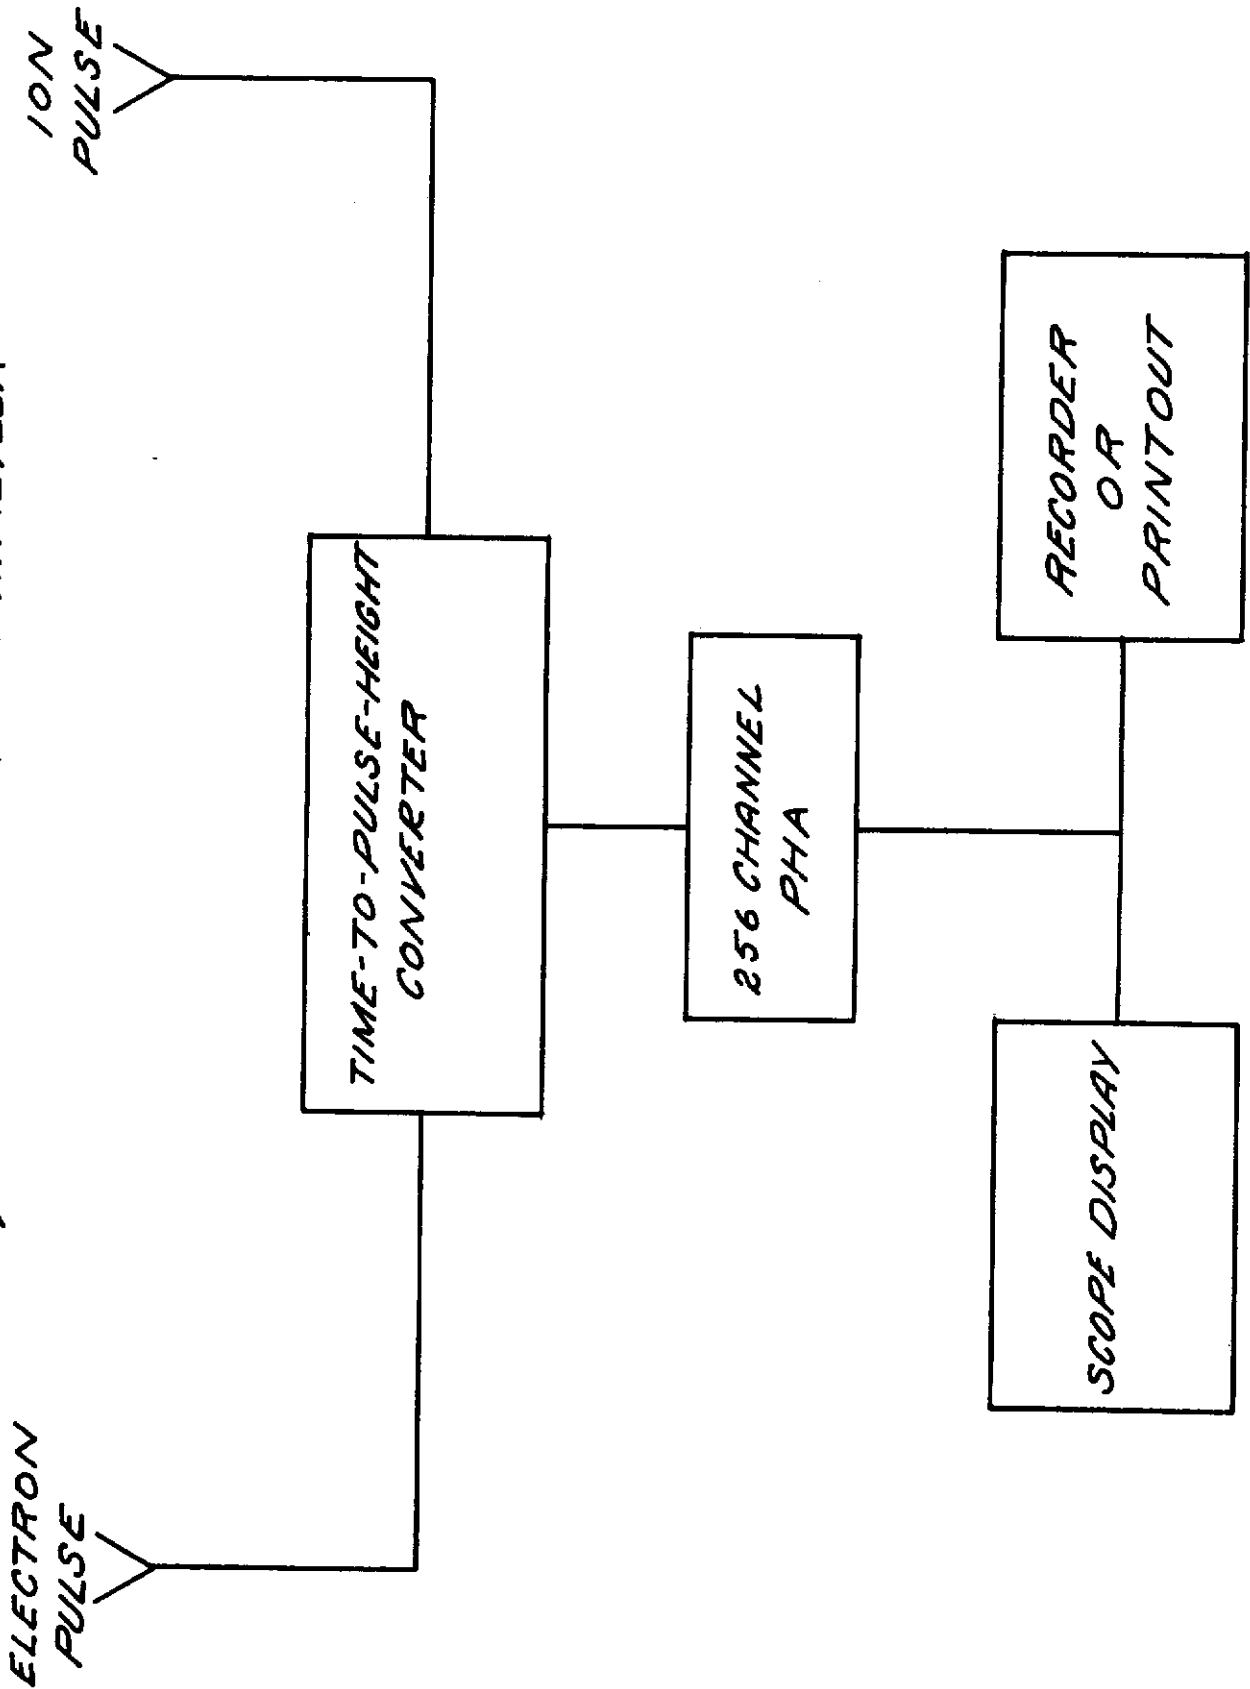 ELECTRON
PULSE
ION
PULSE
TIME-TO-PULSE-HEIGHT
CONVERTER
256 CHANNEL
PHA
SCOPE DISPLAY
RECORDER
OR
PRINTOUT